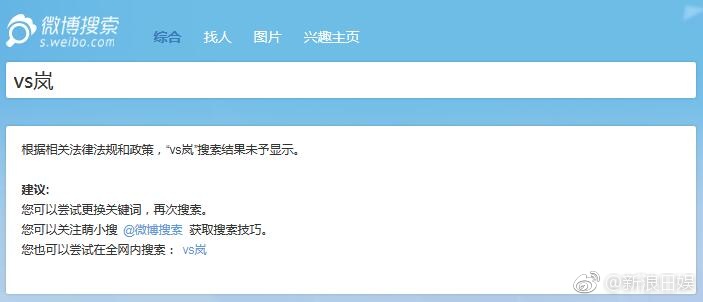 微博搜索
s.weibo.com
综合 找人 图片 兴趣主页
vs岚
根据相关法律法规和政策，“vs岚”搜索结果未予显示。
建议:
您可以尝试更换关键词，再次搜索。
您可以关注萌小搜 @微博搜索 获取搜索技巧。
您也可以尝试在全网内搜索： vs岚
@新浪日娱